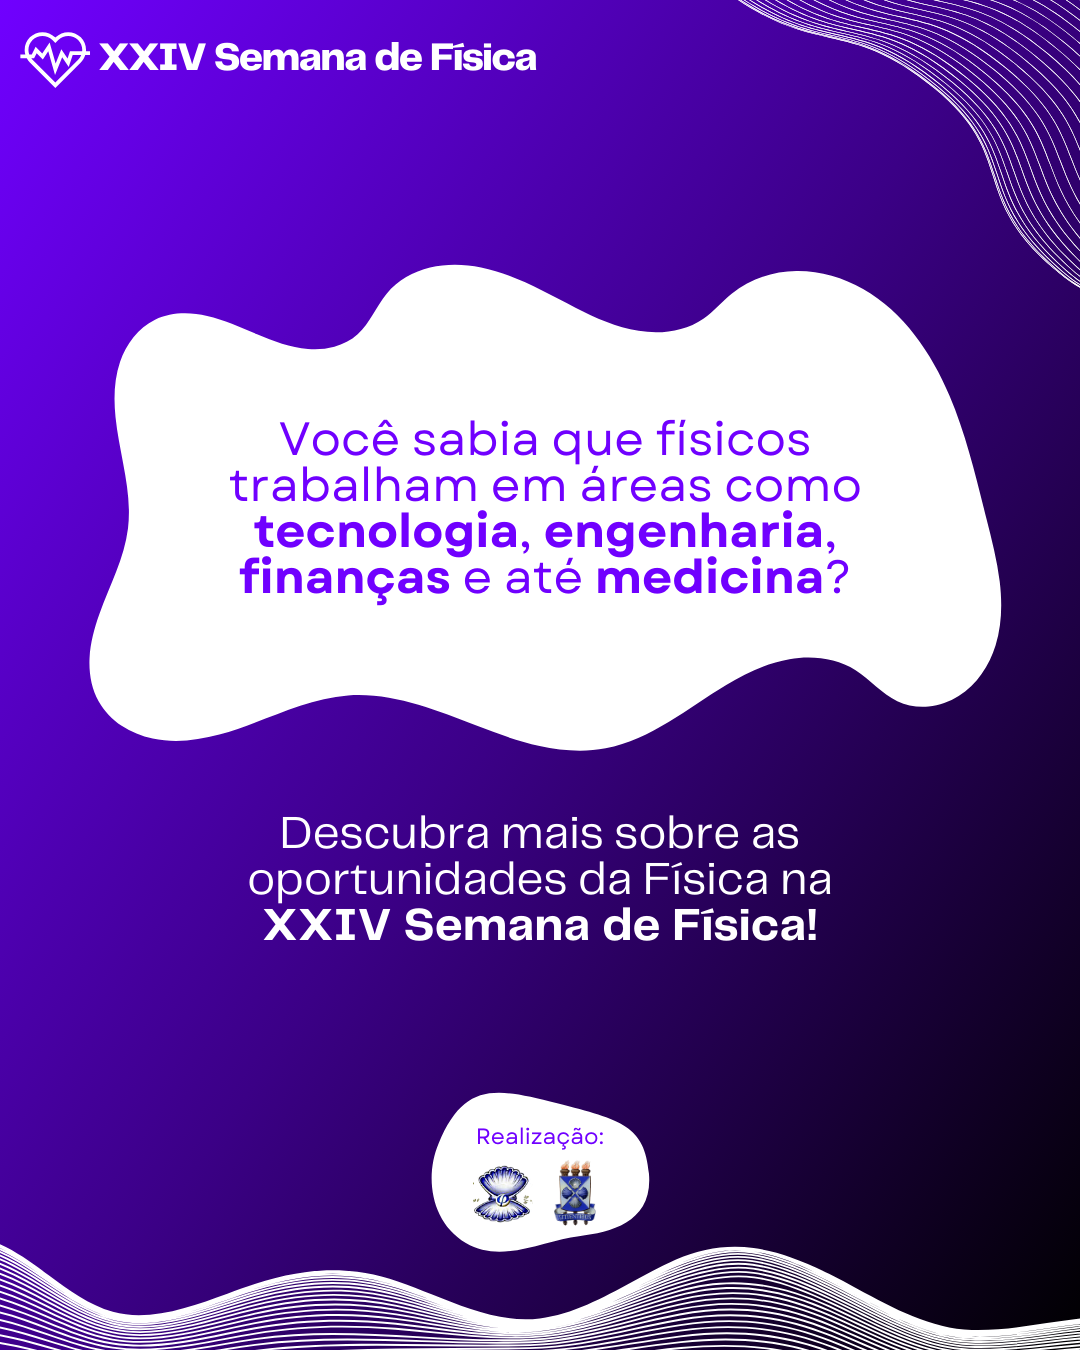 XXIV Semana de Física
Você sabia que físicos
trabalham em áreas como
tecnologia, engenharia,
finanças e até medicina?
Descubra mais sobre as
oportunidades da Física na
XXIV Semana de Física!
Realização: